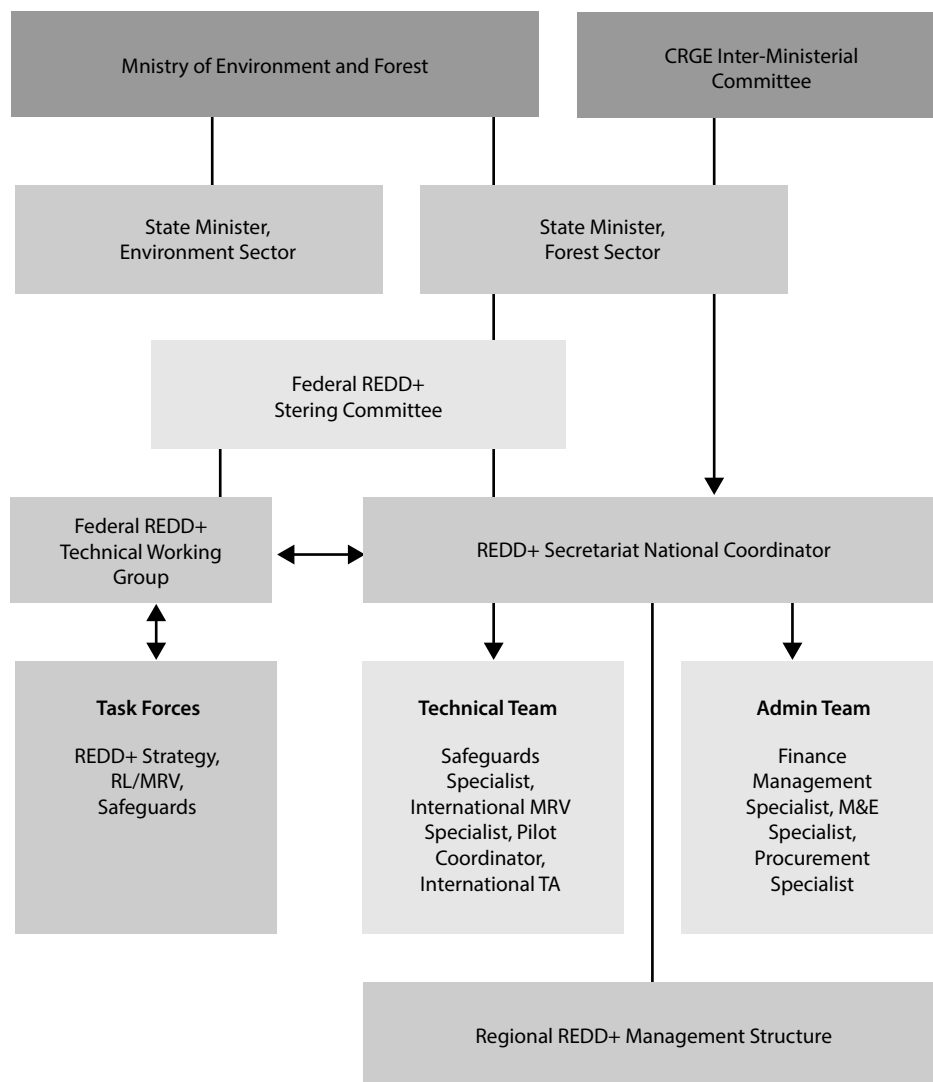 Mnistry of Environment and Forest
CRGE Inter-Ministerial
Committee
State Minister,
Environment Sector
State Minister,
Forest Sector
Federal REDD+
Stering Committee
Federal REDD+
Technical Working
Group
REDD+ Secretariat National Coordinator
Task Forces
REDD+ Strategy,
RL/MRV,
Safeguards
Technical Team
Safeguards
Specialist,
International MRV
Specialist, Pilot
Coordinator,
International TA
Admin Team
Finance
Management
Specialist, M&E
Specialist,
Procurement
Specialist
Regional REDD+ Management Structure